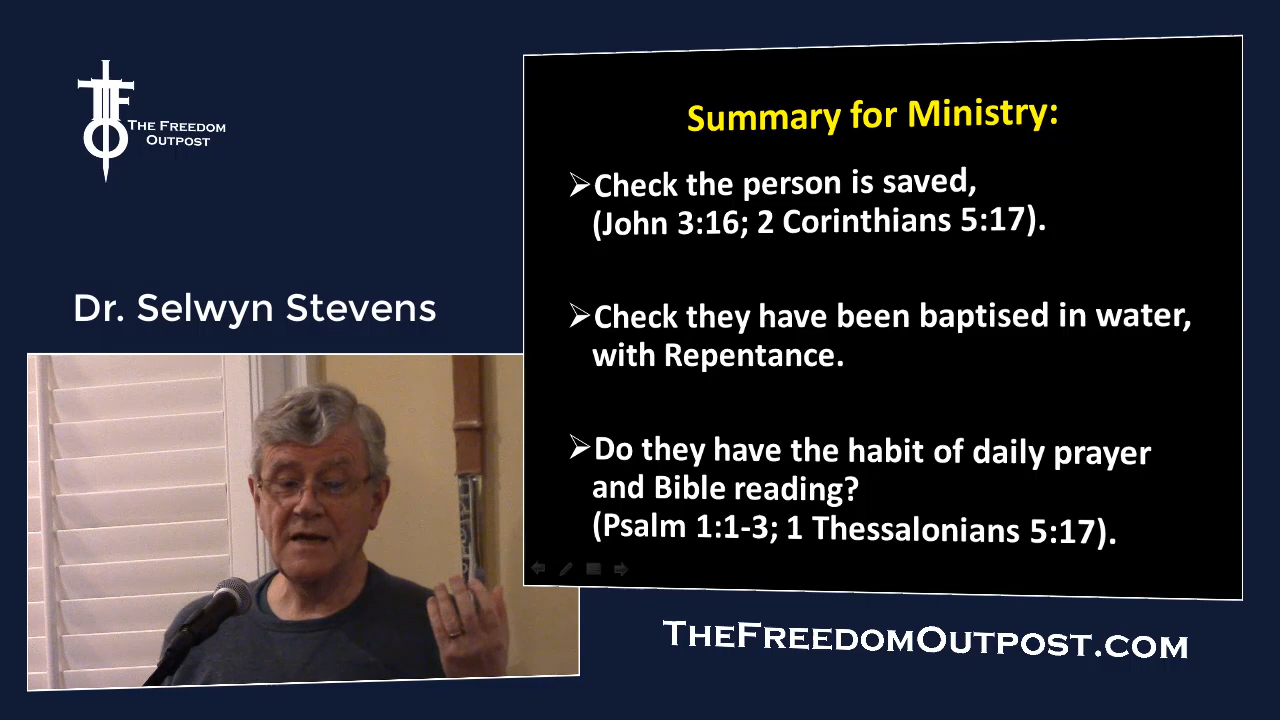 TF
O
THE FREEDOM
OUTPOST
Dr. Selwyn Stevens
Summary for Ministry:
➢Check the person is saved,
(John 3:16; 2 Corinthians 5:17).
➢Check they have been baptised in water,
with Repentance.
➢Do they have the habit of daily prayer
and Bible reading?
(Psalm 1:1-3; 1 Thessalonians 5:17).
THEFREEDOMOUTPOST.COM